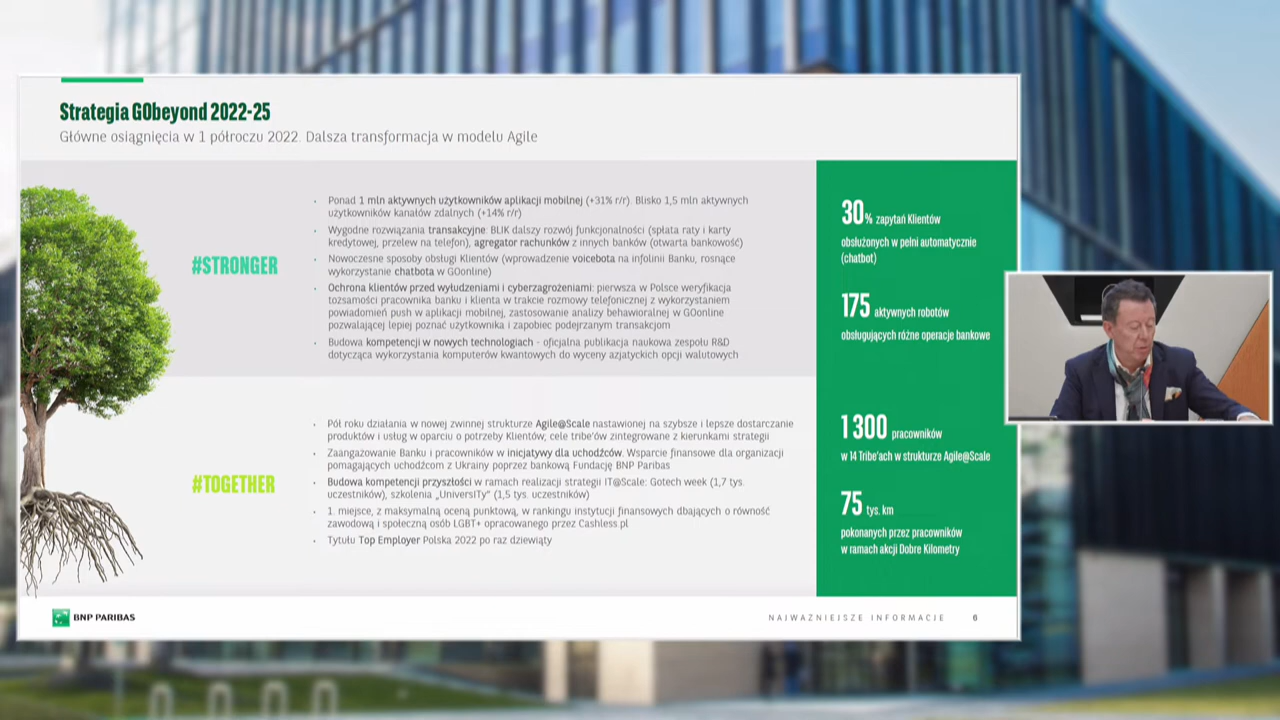 Strategia GObeyond 2022-25
Główne osiągnięcia w 1 półroczu 2022. Dalsza transformacja w modelu Agile
#STRONGER
• Ponad 1 mln aktywnych użytkowników aplikacji mobilnej (+31% r/r). Blisko 1,5 mln aktywnych
użytkowników kanałów zdalnych (+14% r/r)
• Wygodne rozwiązania transakcyjne: BLIK dalszy rozwój funkcjonalności (spłata raty i karty
kredytowej, przelew na telefon), agregator rachunków z innych banków (otwarta bankowość)
• Nowoczesne sposoby obsługi Klientów (wprowadzenie voicebota na infolinii Banku, rosnące
wykorzystanie chatbota w GOonline)
• Ochrona klientów przed wyłudzeniami i cyberzagrożeniami: pierwsza w Polsce weryfikacja
tożsamości pracownika banku i klienta w trakcie rozmowy telefonicznej z wykorzystaniem
powiadomień push w aplikacji mobilnej, zastosowanie analizy behawioralnej w GOonline
pozwalającej lepiej poznać użytkownika i zapobiec podejrzanym transakcjom
• Budowa kompetencji w nowych technologiach - oficjalna publikacja naukowa zespołu R&D
dotycząca wykorzystania komputerów kwantowych do wyceny azjatyckich opcji walutowych
30% zapytań Klientów
obsłużonych w pełni automatycznie
(chatbot)
175 aktywnych robotów
obsługujących różne operacje bankowe
#TOGETHER
• Pół roku działania w nowej zwinnej strukturze Agile@Scale nastawionej na szybsze i lepsze dostarczanie
produktów i usług w oparciu o potrzeby Klientów; cele tribe'ów zintegrowane z kierunkami strategii
• Zaangażowanie Banku i pracowników w inicjatywy dla uchodźców. Wsparcie finansowe dla organizacji
pomagających uchodźcom z Ukrainy poprzez bankową Fundację BNP Paribas
• Budowa kompetencji przyszłości w ramach realizacji strategii IT@Scale: Gotech week (1,7 tys.
uczestników), szkolenia „UniversITy” (1,5 tys. uczestników)
• 1. miejsce, z maksymalną oceną punktową, w rankingu instytucji finansowych dbających o równość
zawodową i społeczną osób LGBT+ opracowanego przez Cashless.pl
• Tytułu Top Employer Polska 2022 po raz dziewiąty
1 300 pracowników
w 14 Tribe'ach w strukturze Agile@Scale
75 tys. km
pokonanych przez pracowników
w ramach akcji Dobre Kilometry
BNP PARIBAS
NAJWAŻNIEJSZE INFORMACJE 6